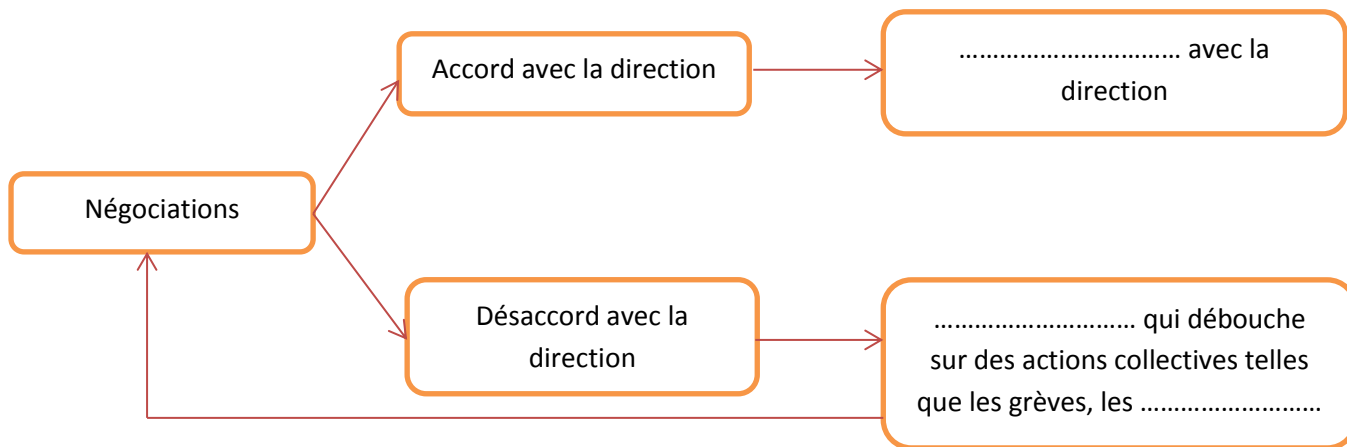 Accord avec la direction
…………………………… avec la
direction
Négociations
Désaccord avec la
direction
………………………… qui débouche
sur des actions collectives telles
que les grèves, les ………………………